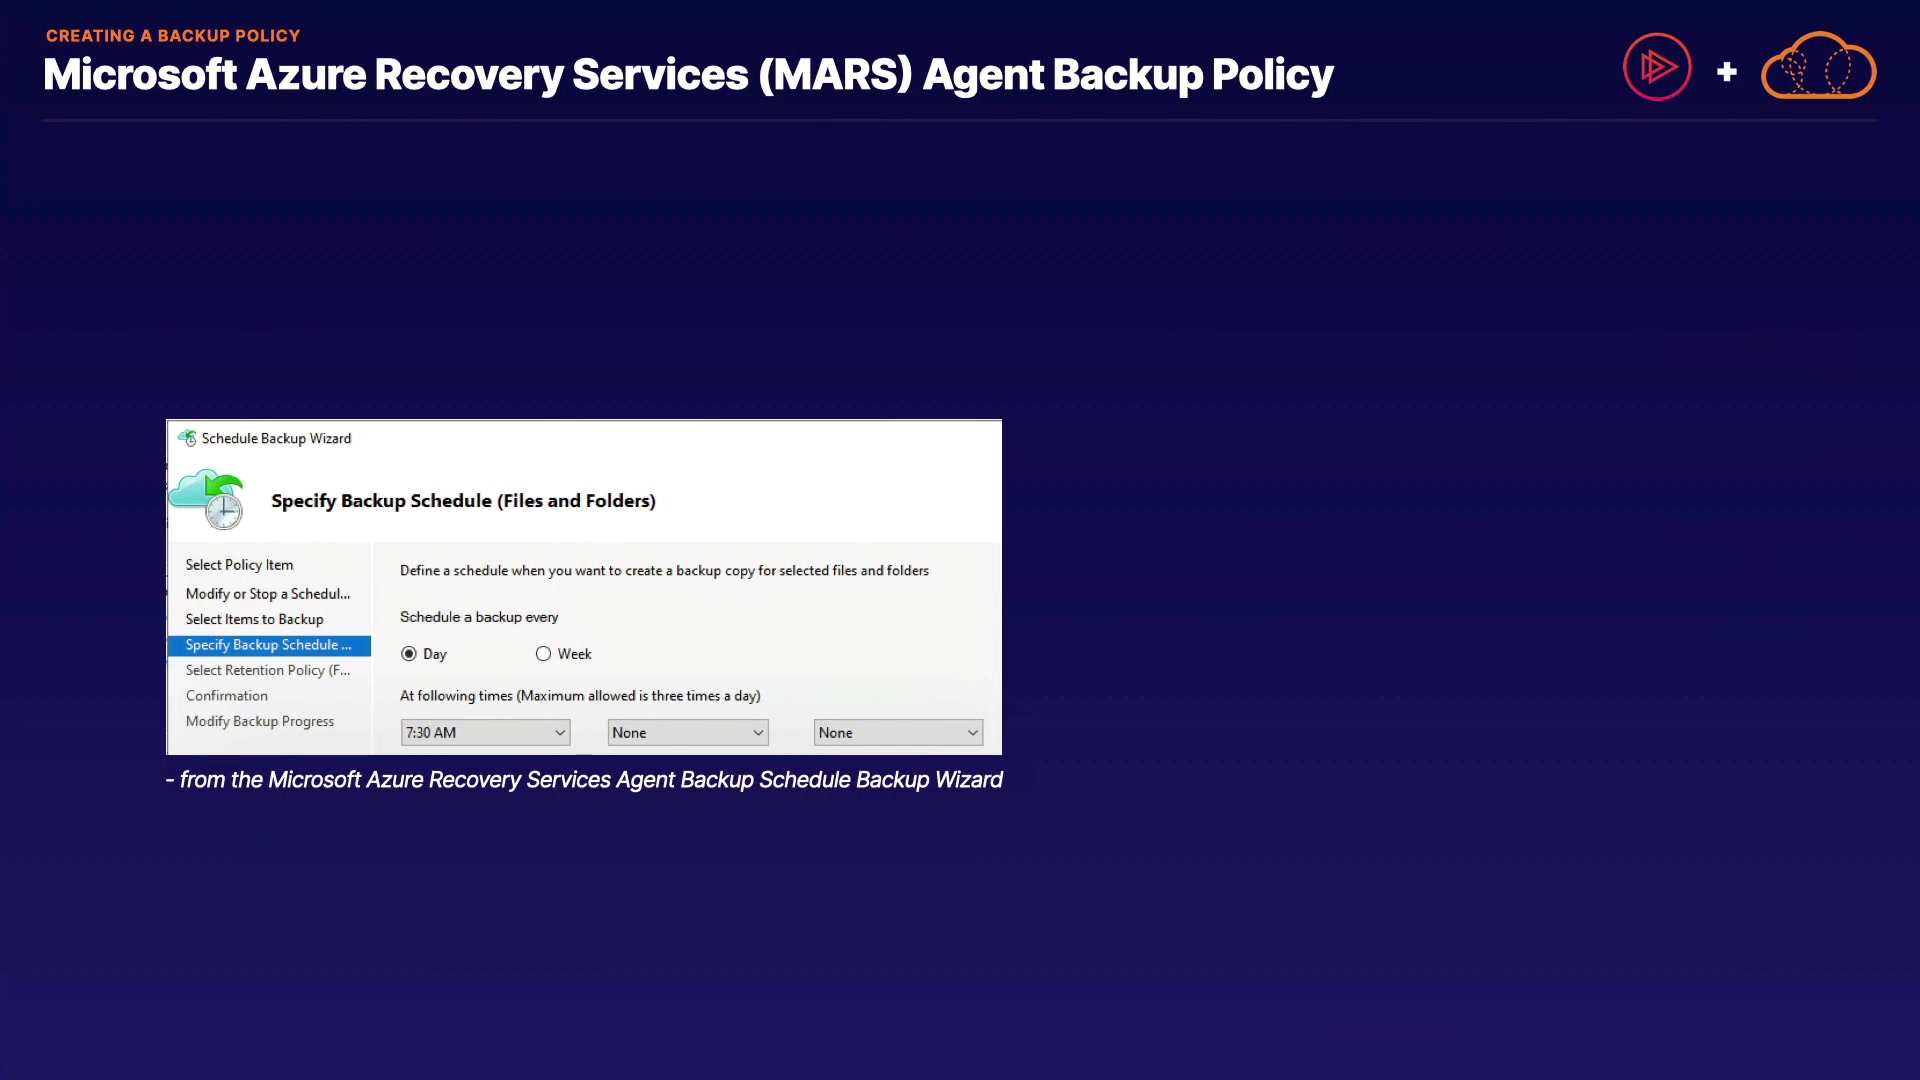 CREATING A BACKUP POLICY
Microsoft Azure Recovery Services (MARS) Agent Backup Policy
+
Schedule Backup Wizard
Specify Backup Schedule (Files and Folders)
Select Policy Item
Modify or Stop a Schedul...
Select Items to Backup
Specify Backup Schedule ...
Select Retention Policy (F...
Confirmation
Modify Backup Progress
Define a schedule when you want to create a backup copy for selected files and folders
Schedule a backup every
Day Week
At following times (Maximum allowed is three times a day)
7:30 AM None None
- from the Microsoft Azure Recovery Services Agent Backup Schedule Backup Wizard